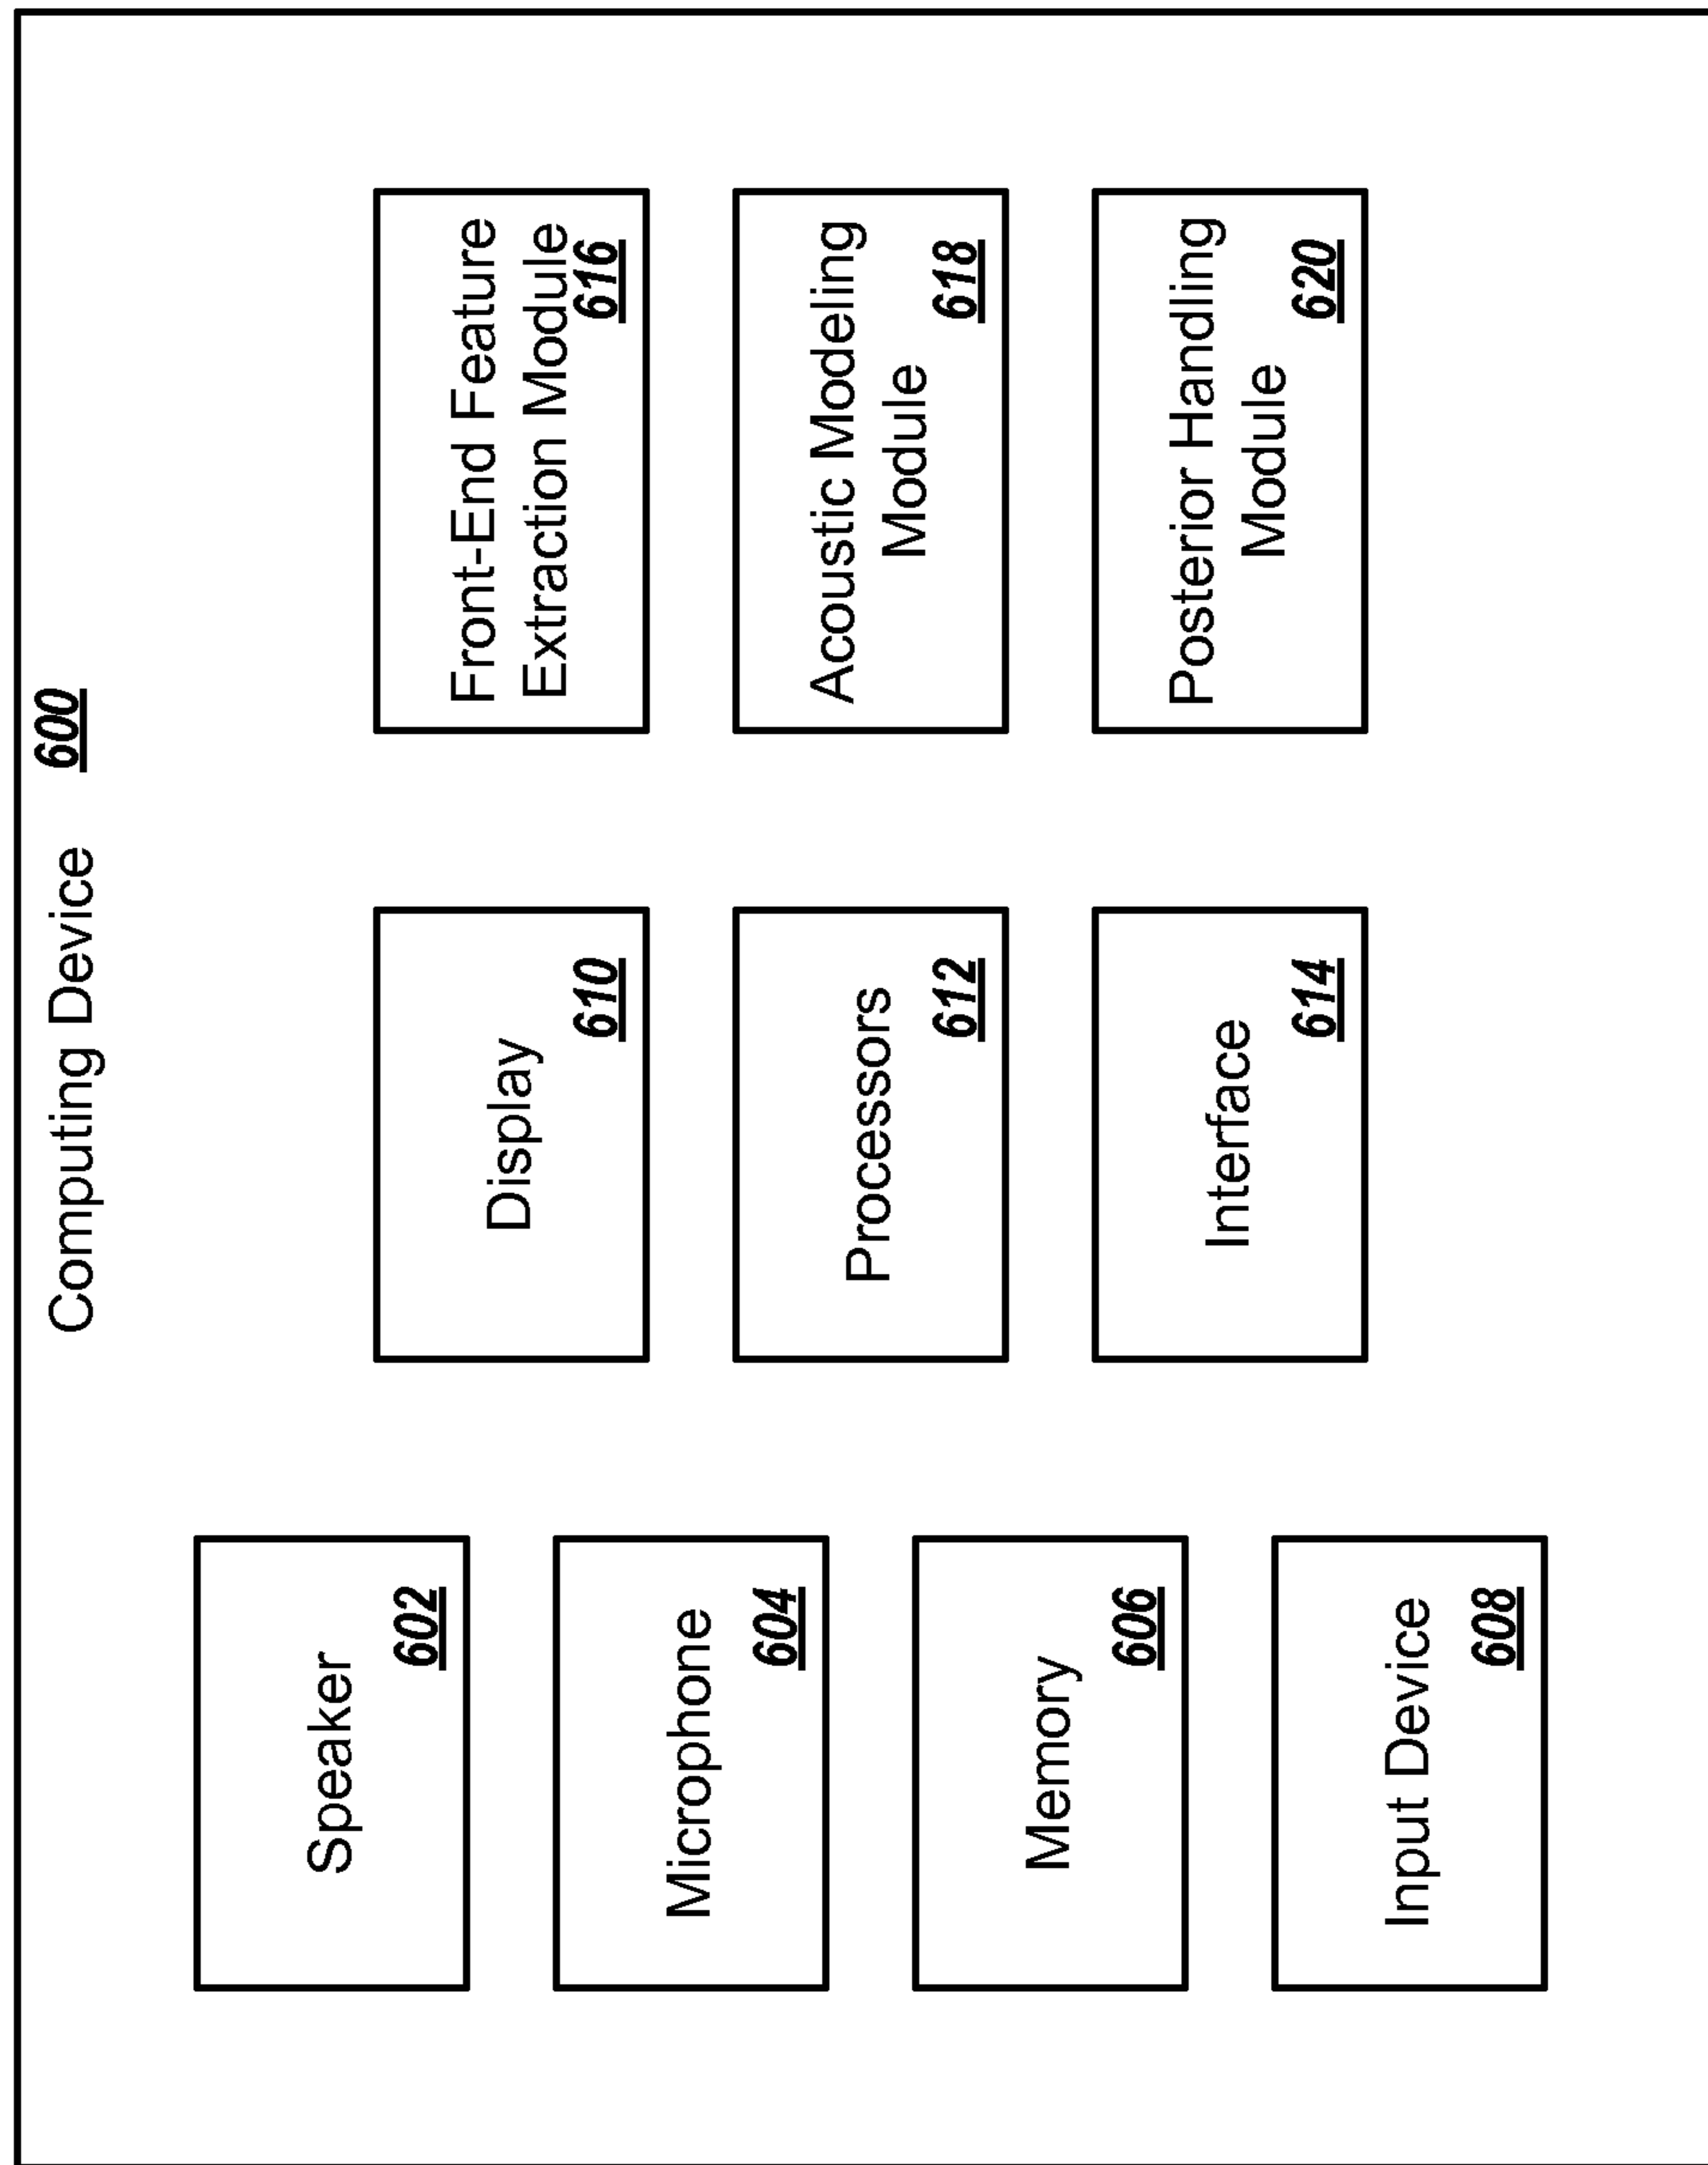 Computing Device 600
Speaker
602
Microphone
604
Memory
606
Input Device
608
Display
610
Processors
612
Interface
614
Front-End Feature
Extraction Module
616
Acoustic Modeling
Module
618
Posterior Handling
Module
620